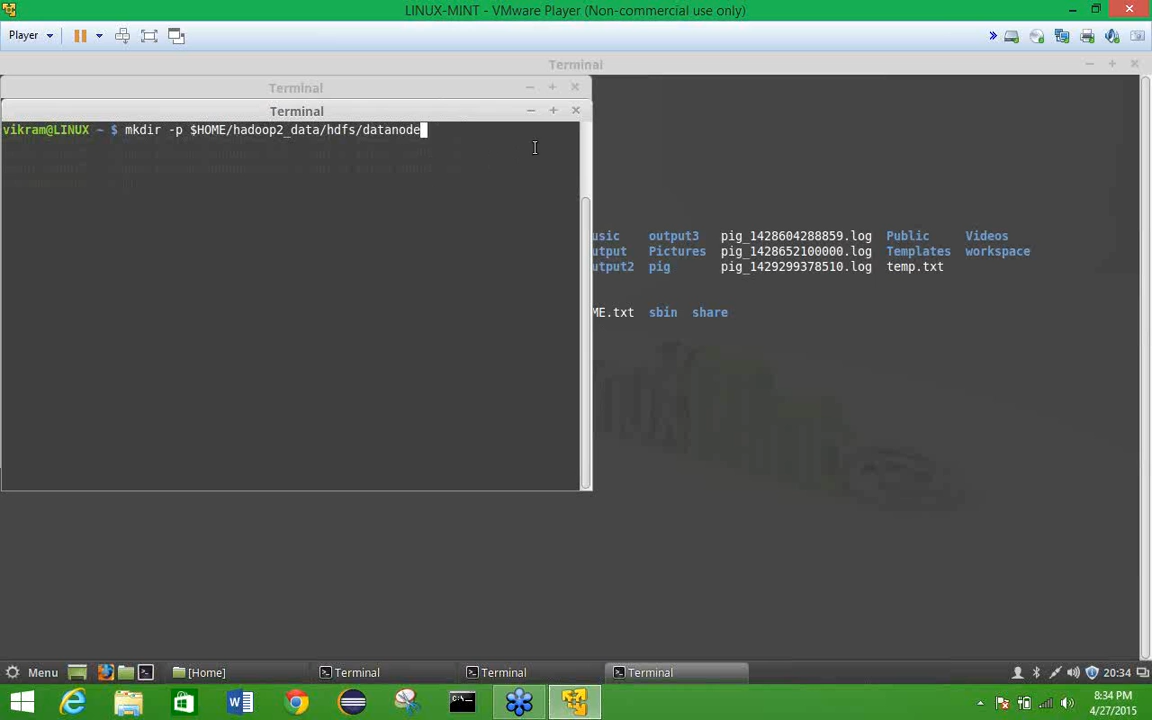 LINUX-MINT - VMware Player (Non-commercial use only)
Player
Terminal
Terminal
Terminal
vikram@LINUX ~ $ mkdir -p $HOME/hadoop2_data/hdfs/datanode
usic output3 pig_1428604288859.log Public Videos
utput Pictures pig_1428652100000.log Templates workspace
utput2 pig pig_1429299378510.log temp.txt
ME.txt sbin share
Menu [Home] Terminal Terminal Terminal 20:34
8:34 PM
4/27/2015